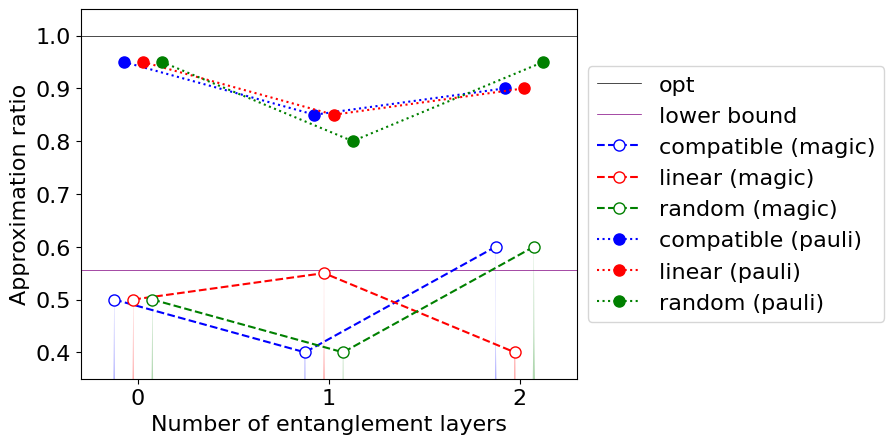 1.0
0.9
0.8
0.7
0.6
0.5
0.4
Approximation ratio
0 1 2
Number of entanglement layers
opt
lower bound
compatible (magic)
linear (magic)
random (magic)
compatible (pauli)
linear (pauli)
random (pauli)